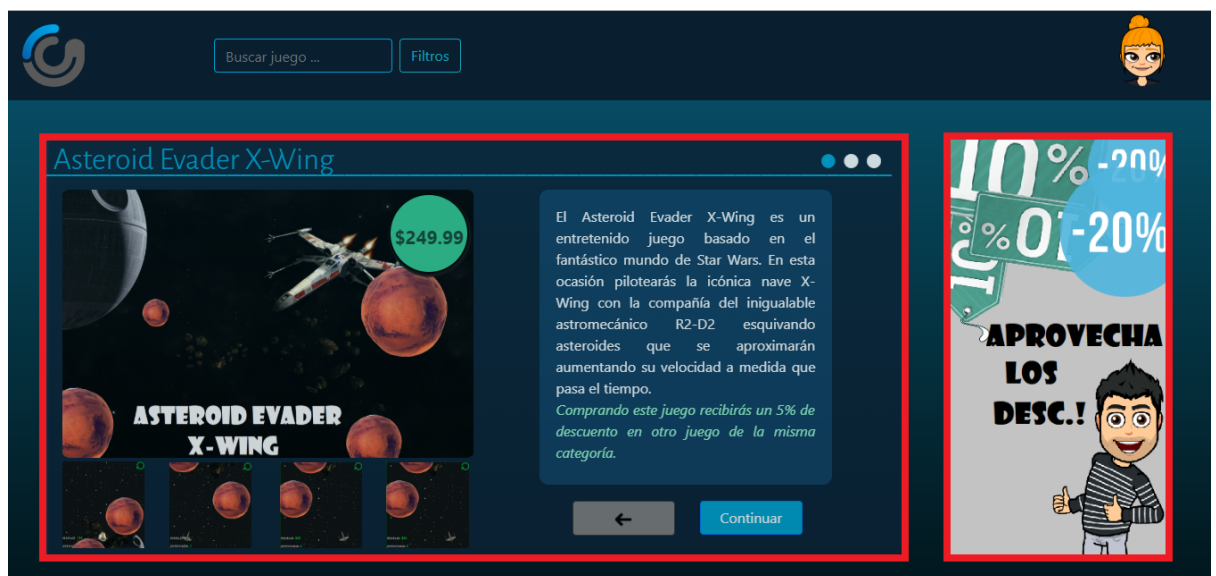 Buscar juego ...
Filtros
Asteroid Evader X-Wing
$249.99
ASTEROID EVADER
X-WING
El Asteroid Evader X-Wing es un
entretenido juego basado en el
fantástico mundo de Star Wars. En esta
ocasión pilotearás la icónica nave X-
Wing con la compañía del inigualable
astromecánico R2-D2 esquivando
asteroides que se aproximarán
aumentando su velocidad a medida que
pasa el tiempo.
Comprando este juego recibirás un 5% de
descuento en otro juego de la misma
categoría.
←
Continuar
10%
-20%
-20%
%
APROVECHA
LOS
DESC.!